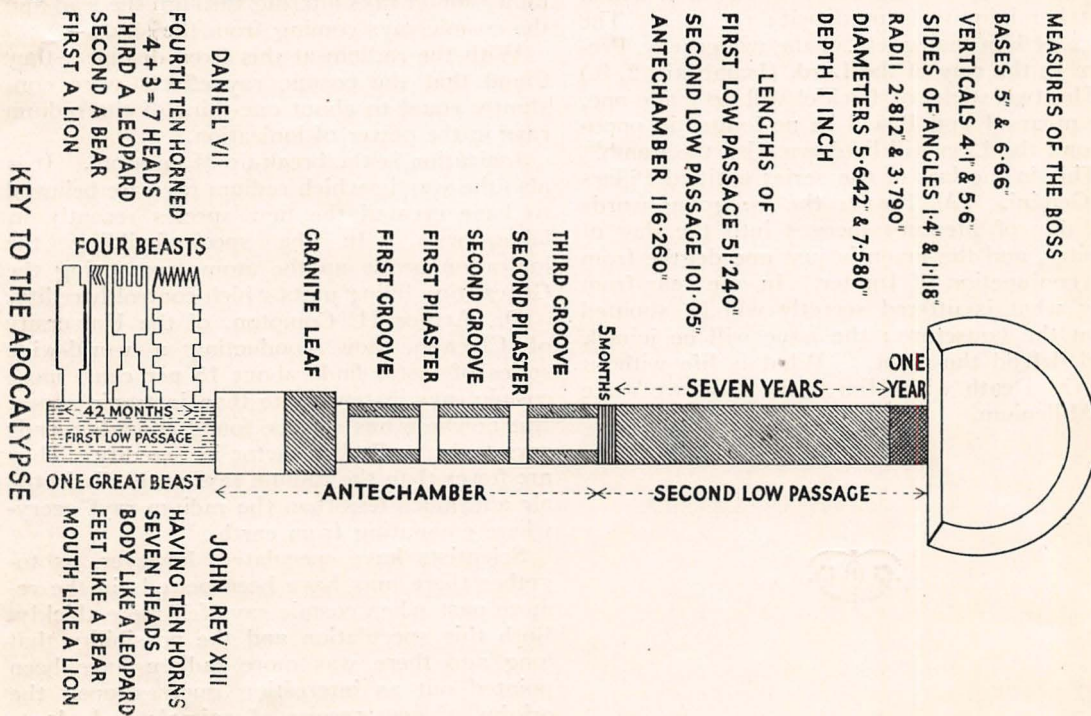 MEASURES OF THE BOSS
BASES 5" & 6·66"
VERTICALS 4·1" & 5·6"
SIDES OF ANGLES 1·4" & 1·118"
RADII 2·812" & 3·790"
DIAMETERS 5·642" & 7·580"
DEPTH 1 INCH
LENGTHS OF
FIRST LOW PASSAGE 51·240"
SECOND LOW PASSAGE 101·05"
ANTECHAMBER 116·260"
ONE
YEAR
SEVEN YEARS
5 MONTHS
SECOND LOW PASSAGE
THIRD GROOVE
SECOND PILASTER
SECOND GROOVE
FIRST PILASTER
FIRST GROOVE
GRANITE LEAF
ANTECHAMBER
DANIEL VII
FOURTH TEN HORNED
4+3=7 HEADS
THIRD A LEOPARD
SECOND A BEAR
FIRST A LION
FOUR BEASTS
42 MONTHS
FIRST LOW PASSAGE
ONE GREAT BEAST
JOHN. REV XIII
HAVING TEN HORNS
SEVEN HEADS
BODY LIKE A LEOPARD
FEET LIKE A BEAR
MOUTH LIKE A LIION
KEY TO THE APOCALYPSE